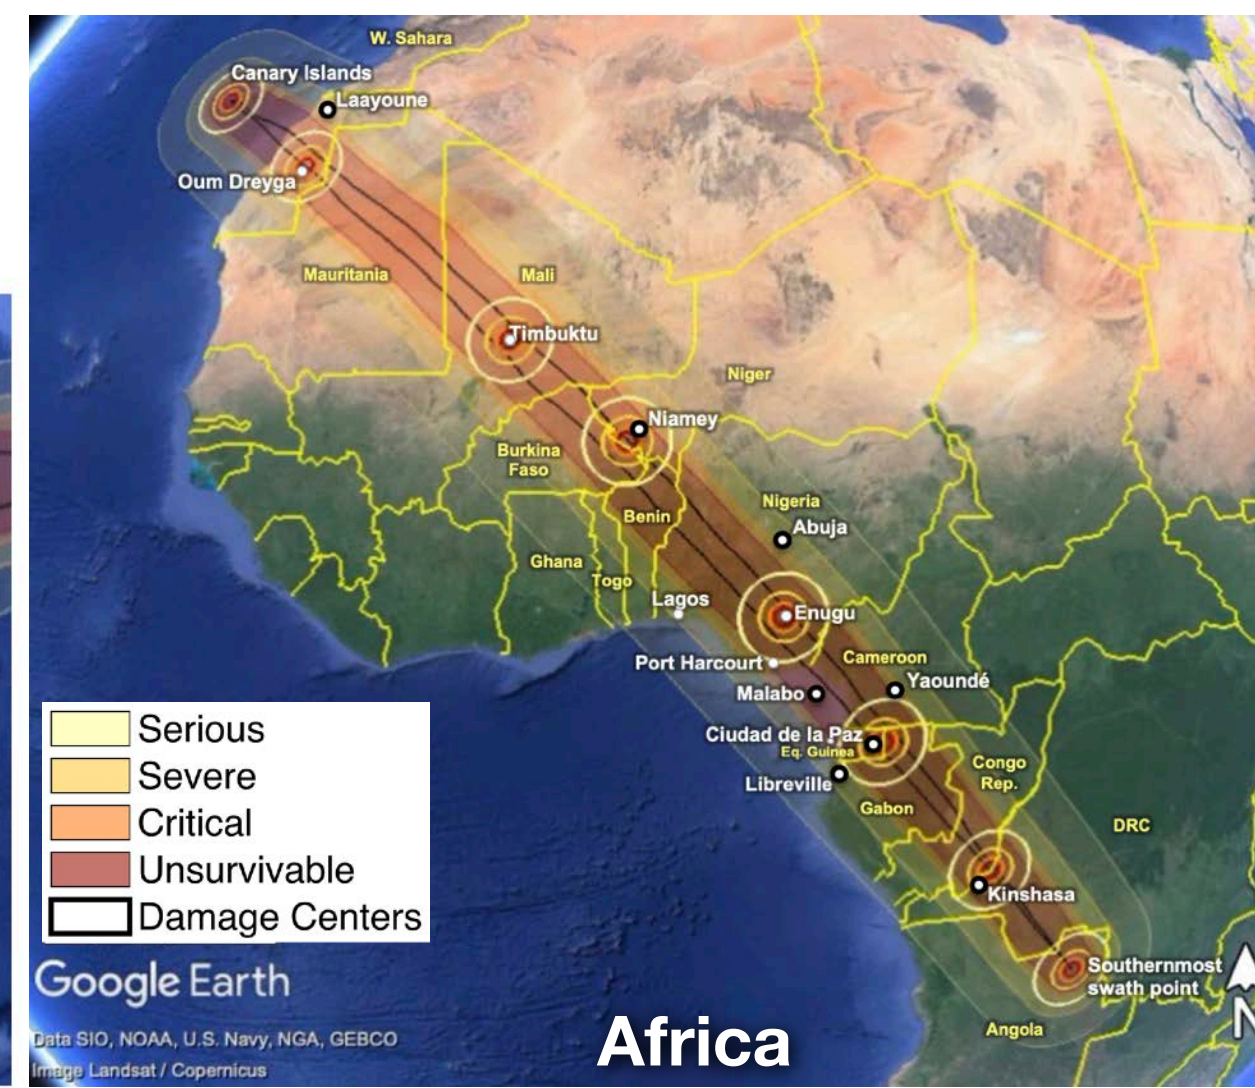 W. Sahara
Canary Islands
Laayoune
Oum Dreyga
Mauritania
Mali
Timbuktu
Niger
Niamey
Burkina
Faso
Nigeria
Benin
Abuja
Ghana
Togo
Lagos
Enugu
Port Harcourt
Cameroon
Yaoundé
Malabo
Ciudad de la Paz
Eq. Guinea
Libreville
Congo
Rep.
Gabon
DRC
Kinshasa
Southernmost
swath point
Angola
N
Serious
Severe
Critical
Unsurvivable
Damage Centers
Google Earth
Data SIO, NOAA, U.S. Navy, NGA, GEBCO
Image Landsat / Copernicus
Africa